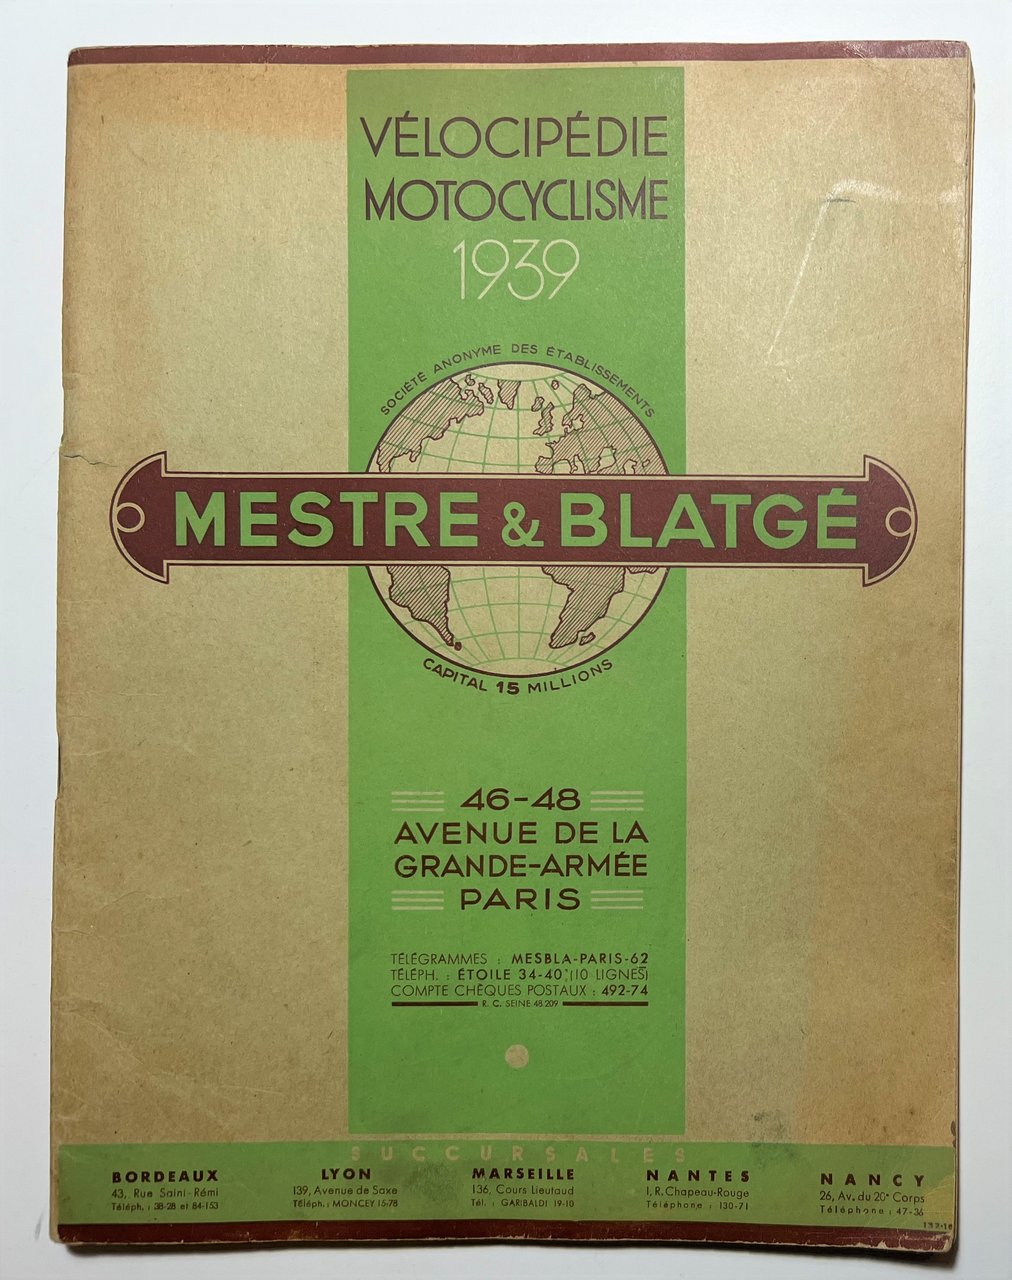 VÉLOCIPÉDIE
MOTOCYCLISME
1939
SOCIÉTÉ ANONYME DES ÉTABLISSEMENTS
MESTRE & BLATGÉ
CAPITAL 15 MILLIONS
46-48
AVENUE DE LA
GRANDE-ARMÉE
PARIS
TÉLÉGRAMMES : MESBLA-PARIS-62
TÉLÉPH. : ÉTOILE 34-40 (10 LIGNES)
COMPTE CHÈQUES POSTAUX : 492-74
R. C. SEINE 48.209
SUCCURSALES
BORDEAUX
43, Rue Saint-Rémi
Téléph. : 38-28 et 84-153
LYON
139, Avenue de Saxe
Téléph. : MONCEY 15-78
MARSEILLE
136, Cours Lieutaud
Tél. : GARIBALDI 19-10
NANTES
1, R. Chapeau-Rouge
Téléphone : 130-71
NANCY
26, Av. du 20e Corps
Téléphone : 47-36